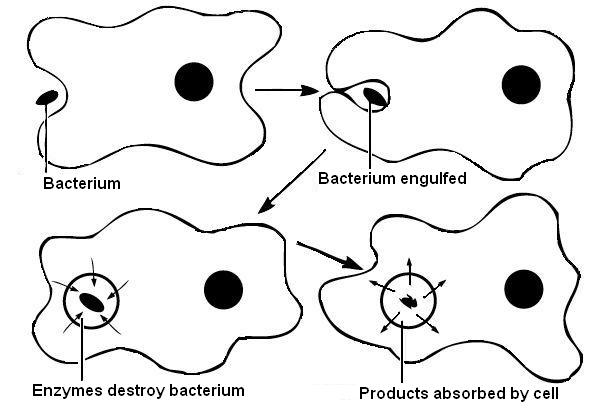 Bacterium
Bacterium engulfed
Enzymes destroy bacterium
Products absorbed by cell